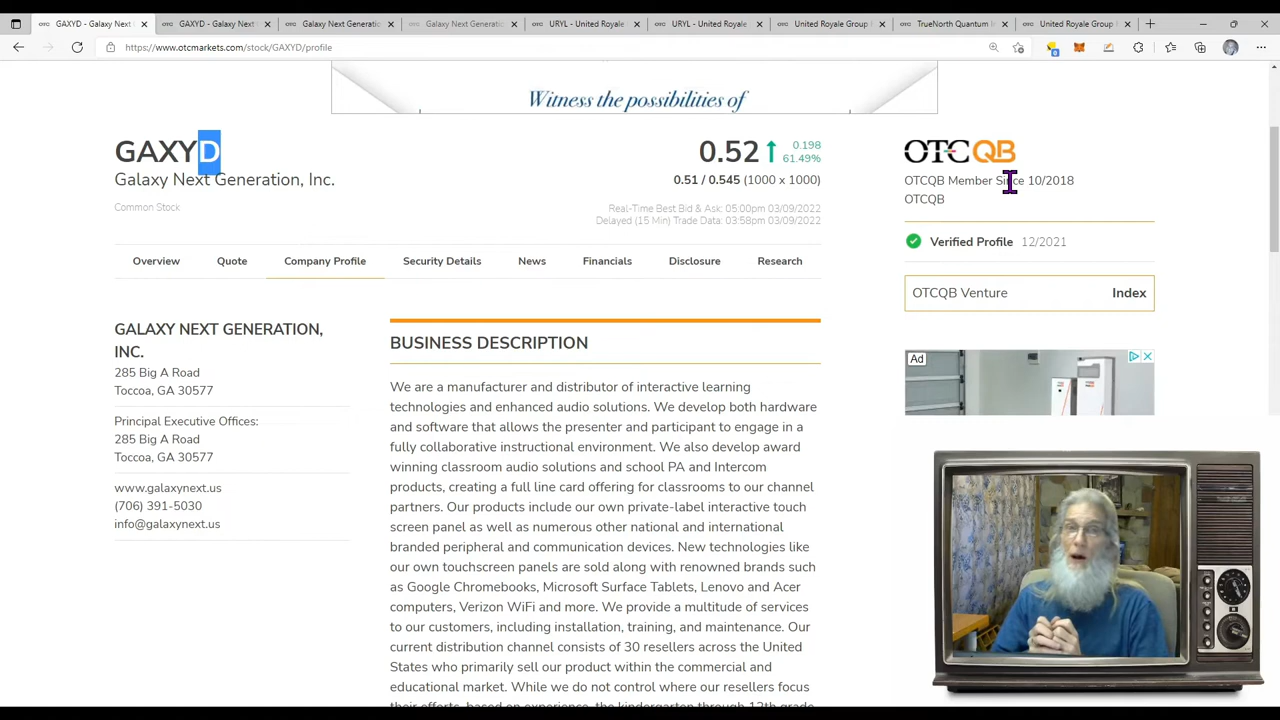 GAXYD - Galaxy Next
GAXYD - Galaxy Next
Galaxy Next Generation
Galaxy Next Generation
URYL - United Royale
URYL - United Royale
United Royale Group
TrueNorth Quantum
United Royale Group
https://www.otcmarkets.com/stock/GAXYD/profile
Witness the possibilities of
GAXYD
Galaxy Next Generation, Inc.
Common Stock
0.52
0.198
61.49%
0.51 / 0.545 (1000 x 1000)
Real-Time Best Bid & Ask: 05:00pm 03/09/2022
Delayed (15 Min) Trade Data: 03:58pm 03/09/2022
OTCQB
OTCQB Member Since 10/2018
OTCQB
Verified Profile 12/2021
OTCQB Venture Index
Ad
Overview
Quote
Company Profile
Security Details
News
Financials
Disclosure
Research
GALAXY NEXT GENERATION,
INC.
285 Big A Road
Toccoa, GA 30577
Principal Executive Offices:
285 Big A Road
Toccoa, GA 30577
www.galaxynext.us
(706) 391-5030
info@galaxynext.us
BUSINESS DESCRIPTION
We are a manufacturer and distributor of interactive learning
technologies and enhanced audio solutions. We develop both hardware
and software that allows the presenter and participant to engage in a
fully collaborative instructional environment. We also develop award
winning classroom audio solutions and school PA and Intercom
products, creating a full line card offering for classrooms to our channel
partners. Our products include our own private-label interactive touch
screen panel as well as numerous other national and international
branded peripheral and communication devices. New technologies like
our own touchscreen panels are sold along with renowned brands such
as Google Chromebooks, Microsoft Surface Tablets, Lenovo and Acer
computers, Verizon WiFi and more. We provide a multitude of services
to our customers, including installation, training, and maintenance. Our
current distribution channel consists of 30 resellers across the United
States who primarily sell our product within the commercial and
educational market. While we do not control where our resellers focus
their efforts, based on experience, the kindergarten through 12th grade